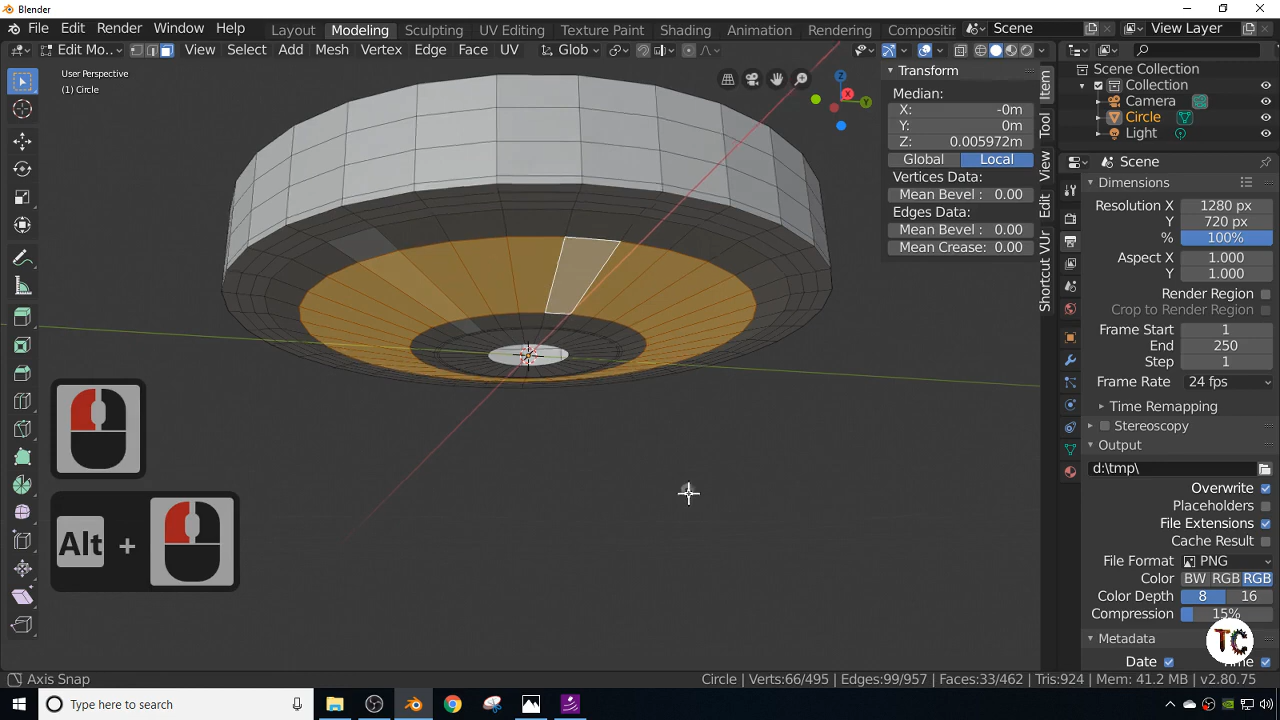 Blender
File Edit Render Window Help Layout Modeling Sculpting UV Editing Texture Paint Shading Animation Rendering Compositir Scene View Layer
Edit Mo... View Select Add Mesh Vertex Edge Face UV Glob
User Perspective
(1) Circle
Z
X
Y
Transform
Median:
X: -0m
Y: 0m
Z: 0.005972m
Global Local
Vertices Data:
Mean Bevel : 0.00
Edges Data:
Mean Bevel : 0.00
Mean Crease: 0.00
Item
Tool
View
Edit
Shortcut VUr
Scene Collection
Collection
Camera
Circle
Light
Scene
Dimensions
Resolution X 1280 px
Y 720 px
% 100%
Aspect X 1.000
Y 1.000
Render Region
Crop to Render Region
Frame Start 1
End 250
Step 1
Frame Rate 24 fps
Time Remapping
Stereoscopy
Output
d:\tmp\
Overwrite
Placeholders
File Extensions
Cache Result
File Format PNG
Color BW RGB RGB
Color Depth 8 16
Compression 15%
Metadata
Date
TC
Alt +
Axis Snap
Circle | Verts:66/495 | Edges:99/957 | Faces:33/462 | Tris:924 | Mem: 41.2 MB | v2.80.75
Type here to search